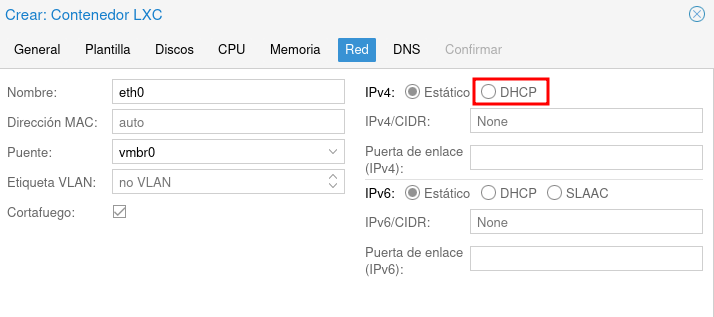 Crear: Contenedor LXC
General Plantilla Discos CPU Memoria Red DNS Confirmar
Nombre: eth0
Dirección MAC: auto
Puente: vmbr0
Etiqueta VLAN: no VLAN
Cortafuego:
IPv4: Estático DHCP
IPv4/CIDR: None
Puerta de enlace
(IPv4):
IPv6: Estático DHCP SLAAC
IPv6/CIDR: None
Puerta de enlace
(IPv6):